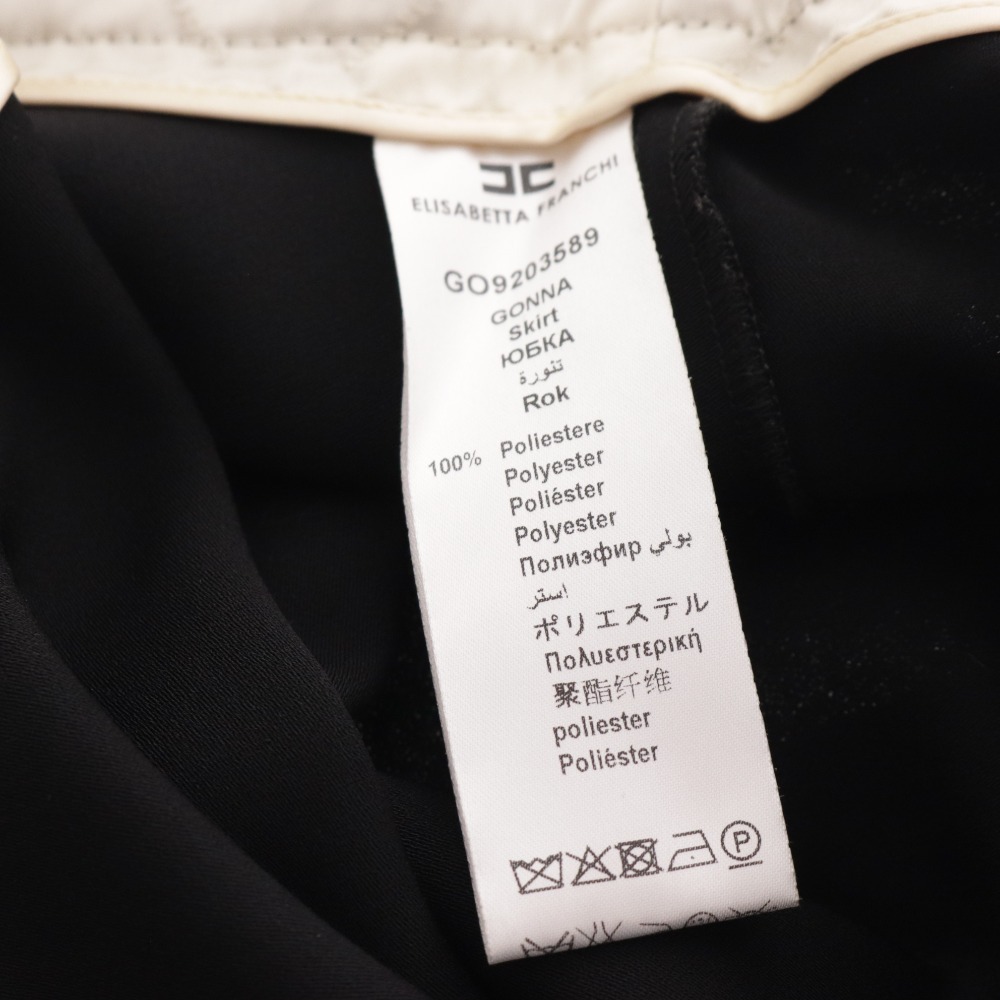 ELISABETTA FRANCHI
GO9203589
GONNA
Skirt
ЮБКА
تنورة
Rok
100% Poliestere
Polyester
Poliéster
Polyester
Полиэфир بولي
استر
ポリエステル
Πολυεστερική
聚酯纤维
poliester
Poliéster
P